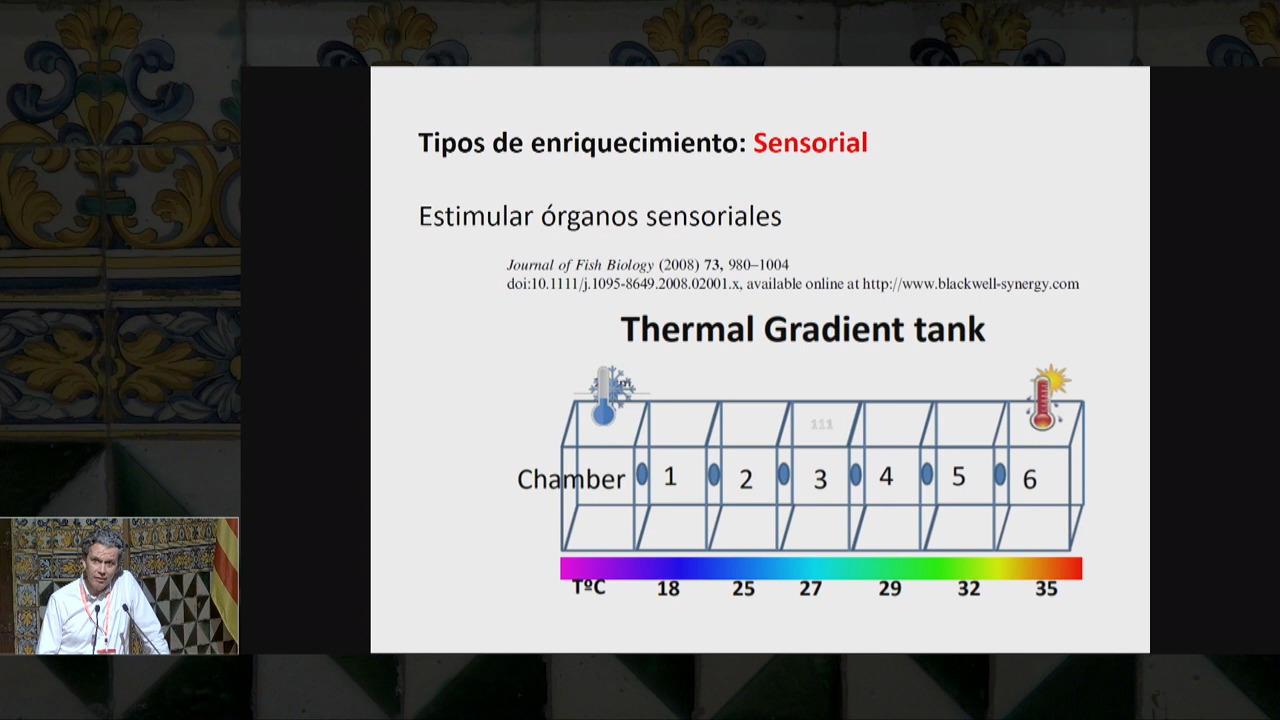 Tipos de enriquecimiento: Sensorial
Estimular órganos sensoriales
Journal of Fish Biology (2008) 73, 980–1004
doi:10.1111/j.1095-8649.2008.02001.x, available online at http://www.blackwell-synergy.com
Thermal Gradient tank
111
Chamber 1 2 3 4 5 6
TºC 18 25 27 29 32 35